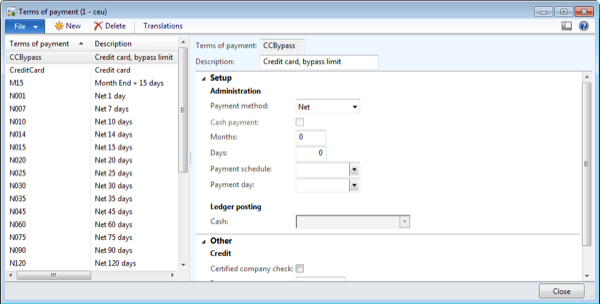 Terms of payment (1 - ceu)
File New Delete Translations
Terms of payment Description
CCBypass Credit card, bypass limit
CreditCard Credit card
M15 Month End + 15 days
N001 Net 1 day
N007 Net 7 days
N010 Net 10 days
N014 Net 14 days
N015 Net 15 days
N020 Net 20 days
N025 Net 25 days
N030 Net 30 days
N035 Net 35 days
N045 Net 45 days
N060 Net 60 days
N075 Net 75 days
N090 Net 90 days
N120 Net 120 days
Terms of payment: CCBypass
Description: Credit card, bypass limit
Setup
Administration
Payment method: Net
Cash payment:
Months: 0
Days: 0
Payment schedule:
Payment day:
Ledger posting
Cash:
Other
Credit
Certified company check:
Close